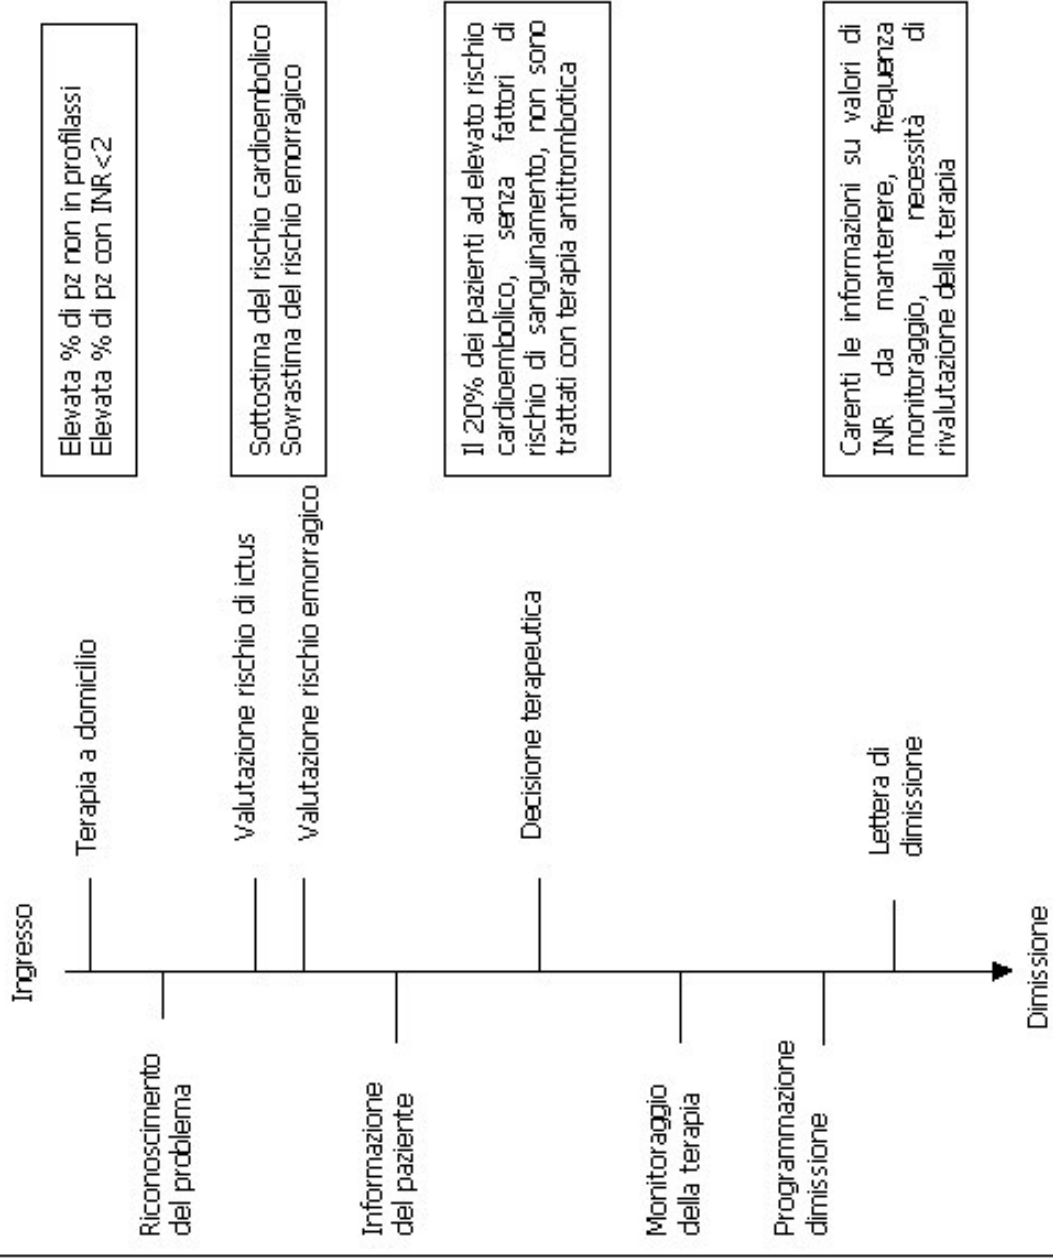 Ingresso
Terapia a domicilio
Elevata % di pz non in profilassi
Elevata % di pz con INR<2
Riconoscimento
del problema
Valutazione rischio di ictus
Sottostima del rischio cardioembolico
Sovrastima del rischio emorragico
Valutazione rischio emorragico
Informazione
del paziente
Decisione terapeutica
Il 20% dei pazienti ad elevato rischio
cardioembolico, senza fattori di
rischio di sanguinamento, non sono
trattati con terapia antitrombotica
Monitoraggio
della terapia
Programmazione
dimissione
Lettera di
dimissione
Carenti le informazioni su valori di
INR da mantenere, frequenza
monitoraggio, necessità di
rivalutazione della terapia
Dimissione